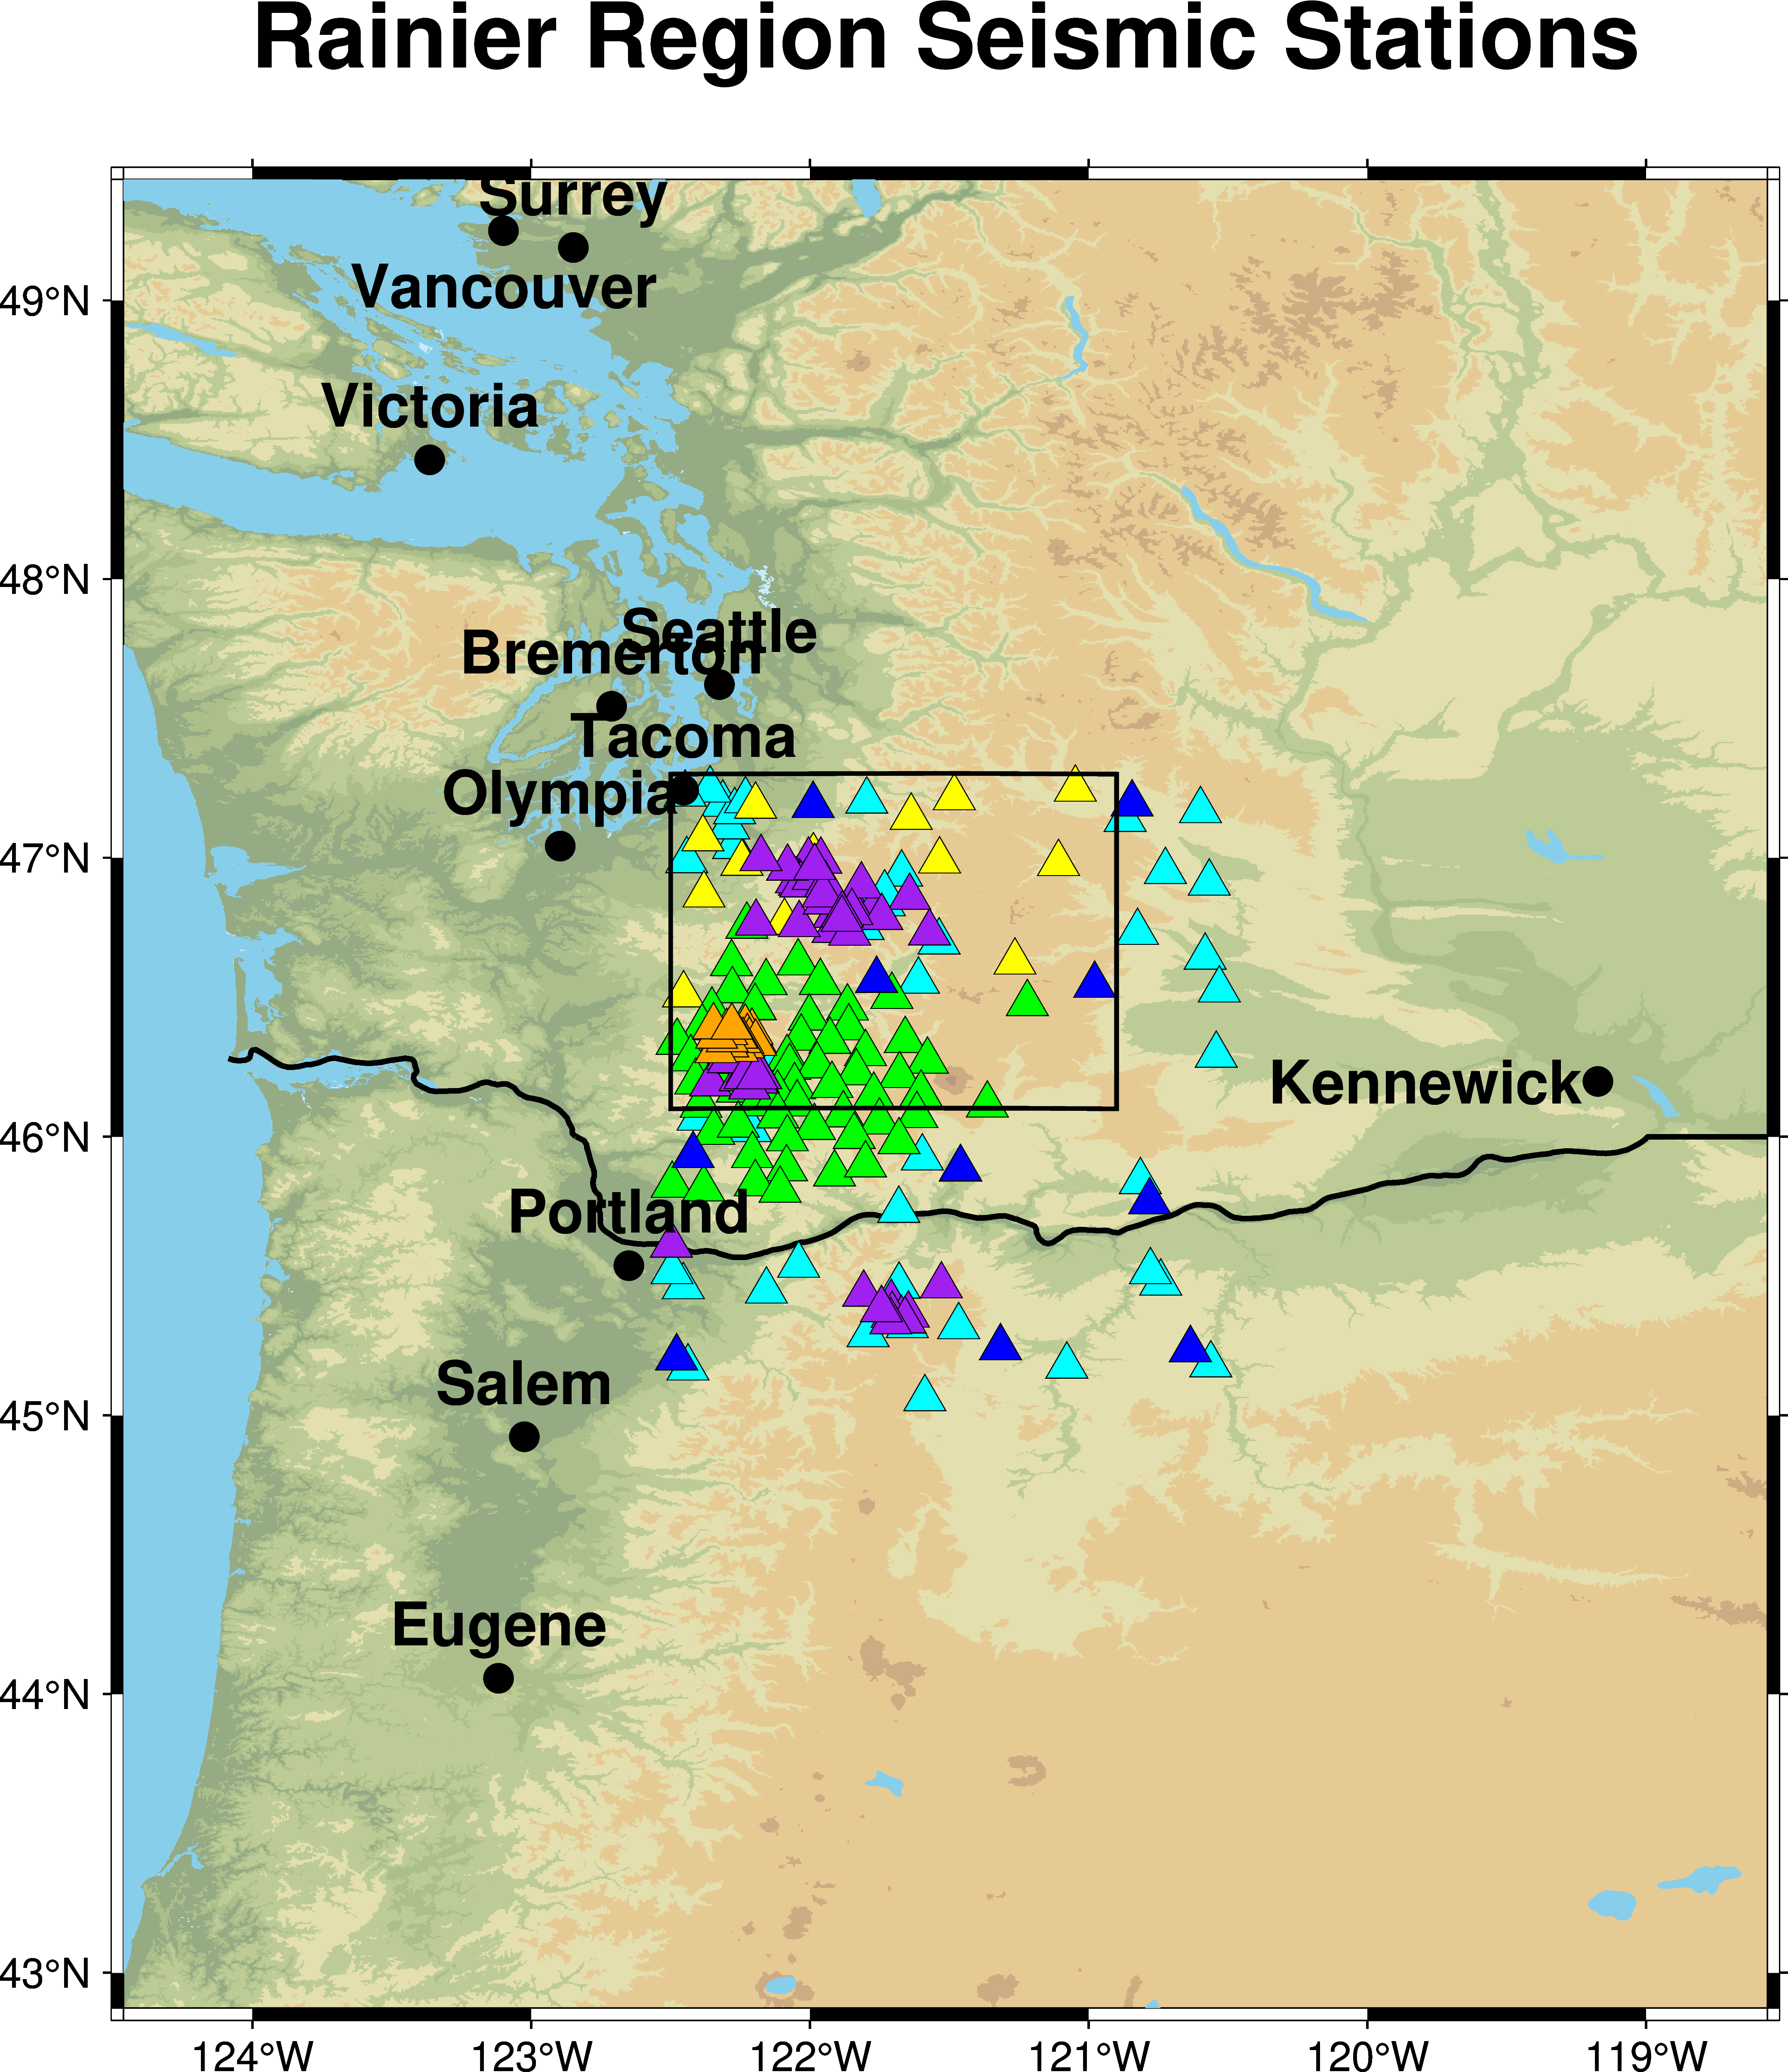 Rainier Region Seismic Stations
Surrey
Vancouver
49°N
Victoria
48°N
Seattle
Bremerton
Tacoma
Olympia
47°N
Kennewick
46°N
Portland
Salem
45°N
Eugene
44°N
43°N
124°W 123°W 122°W 121°W 120°W 119°W